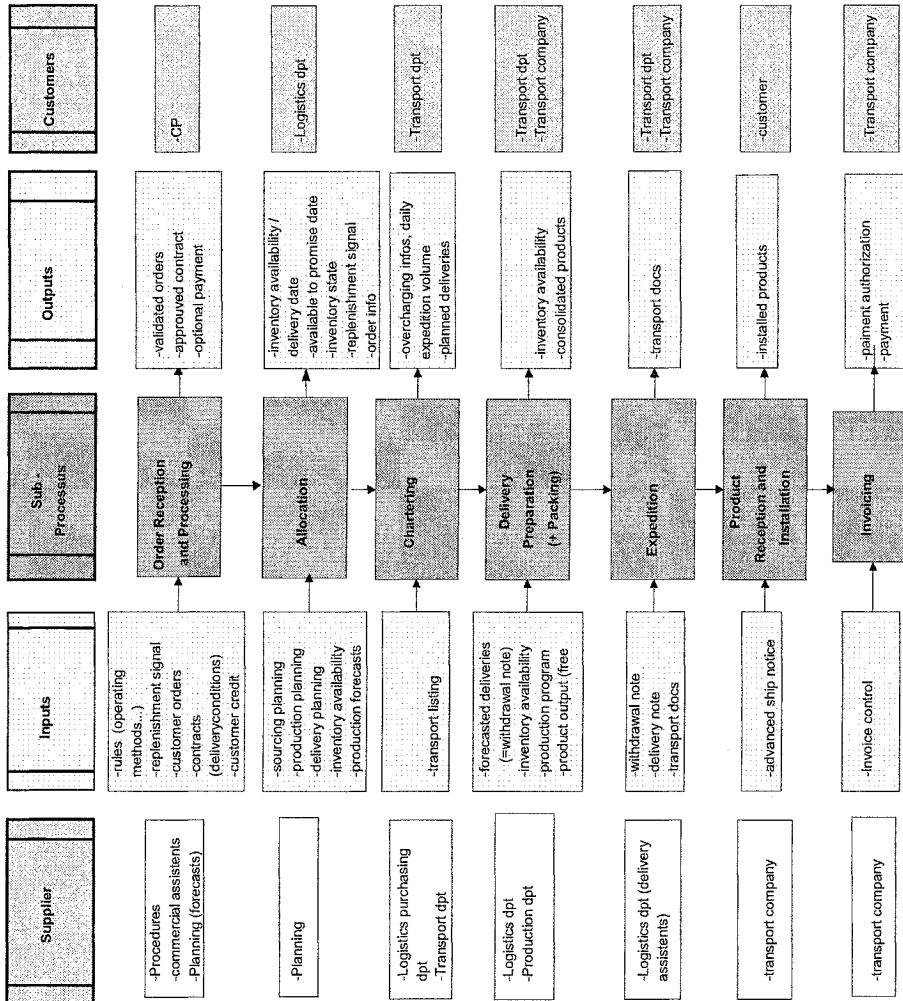 Supplier
Inputs
Sub -
Processus
Outputs
Customers
-Procedures
-commercial assistents
-Planning (forecasts)
-rules (operating
methods...)
-replenishment signal
-customer orders
-contracts
(deliveryconditions)
-customer credit
Order Reception
and Processing
-validated orders
-approuved contract
-optional payment
-CP
-Planning
-sourcing planning
-production planning
-delivery planning
-inventory availability
-production forecasts
Allocation
-inventory availability /
delivery date
-available to promise date
-inventory state
-replenishment signal
-order info
-Logistics dpt
-Logistics purchasing
dpt
-Transport dpt
-transport listing
Chartering
-overcharging infos, daily
expedition volume
-planned deliveries
-Transport dpt
-Logistics dpt
-Production dpt
-forecasted deliveries
(=withdrawal note)
-inventory availability
-production program
-product output (free
Delivery
Preparation
(+ Packing)
-inventory availability
-consolidated products
-Transport dpt
-Transport company
-Logistics dpt (delivery
assistents)
-withdrawal note
-delivery note
-transport docs
Expedition
-transport docs
-Transport dpt
-Transport company
-transport company
-advanced ship notice
Product
Reception and
Installation
-installed products
-customer
-transport company
-Invoice control
Invoicing
-paiment authorization
-payment
-Transport company